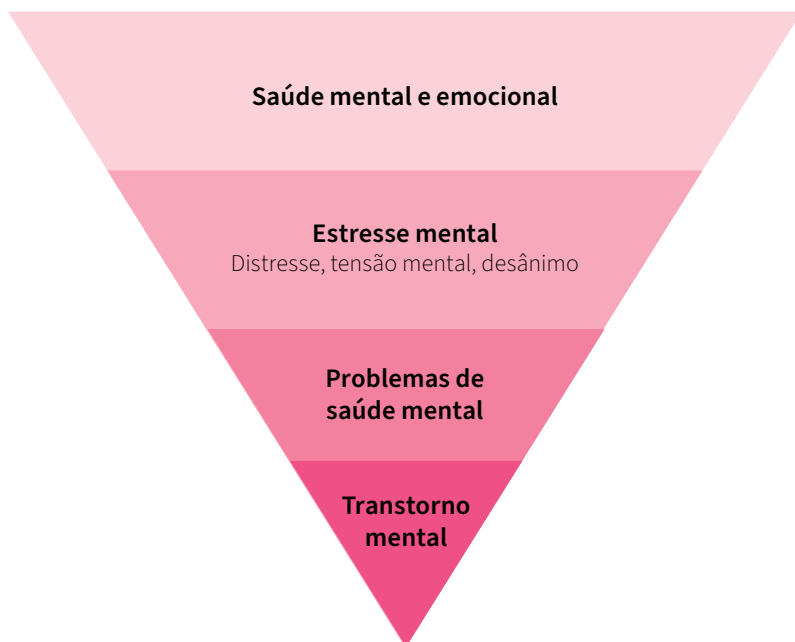 Saúde mental e emocional
Estresse mental
Distresse, tensão mental, desânimo
Problemas de
saúde mental
Transtorno
mental